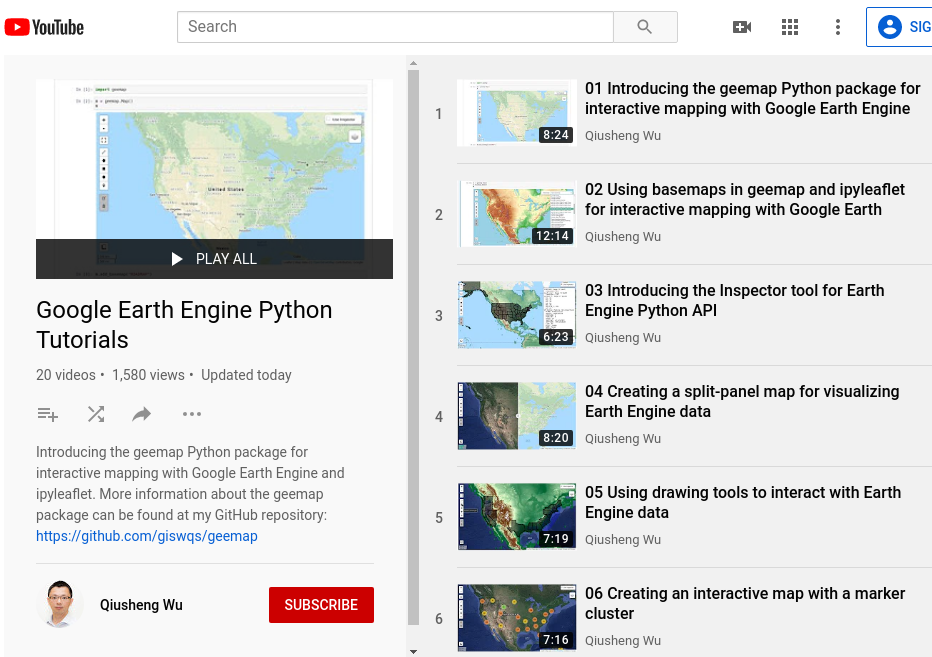 YouTube
Search
SIG
import geemap
United States
Mexico
PLAY ALL
Google Earth Engine Python
Tutorials
20 videos • 1,580 views • Updated today
Introducing the geemap Python package for
interactive mapping with Google Earth Engine and
ipyleaflet. More information about the geemap
package can be found at my GitHub repository:
https://github.com/giswqs/geemap
Qiusheng Wu
SUBSCRIBE
1
8:24
01 Introducing the geemap Python package for
interactive mapping with Google Earth Engine
Qiusheng Wu
2
12:14
02 Using basemaps in geemap and ipyleaflet
for interactive mapping with Google Earth
Qiusheng Wu
3
6:23
03 Introducing the Inspector tool for Earth
Engine Python API
Qiusheng Wu
4
8:20
04 Creating a split-panel map for visualizing
Earth Engine data
Qiusheng Wu
5
7:19
05 Using drawing tools to interact with Earth
Engine data
Qiusheng Wu
6
7:16
06 Creating an interactive map with a marker
cluster
Qiusheng Wu